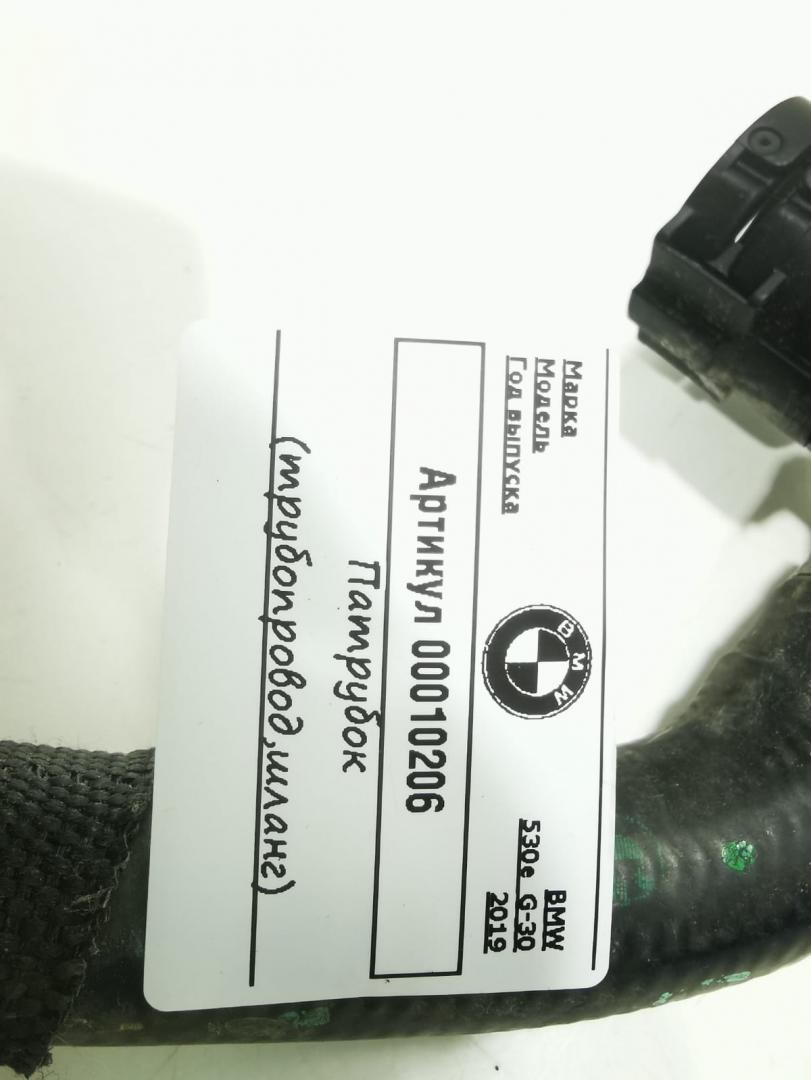 Марка BMW
Модель 530e G-30
Год выпуска 2019
BMW
Артикул 00010206
Патрубок
(трубопровод,шланг)